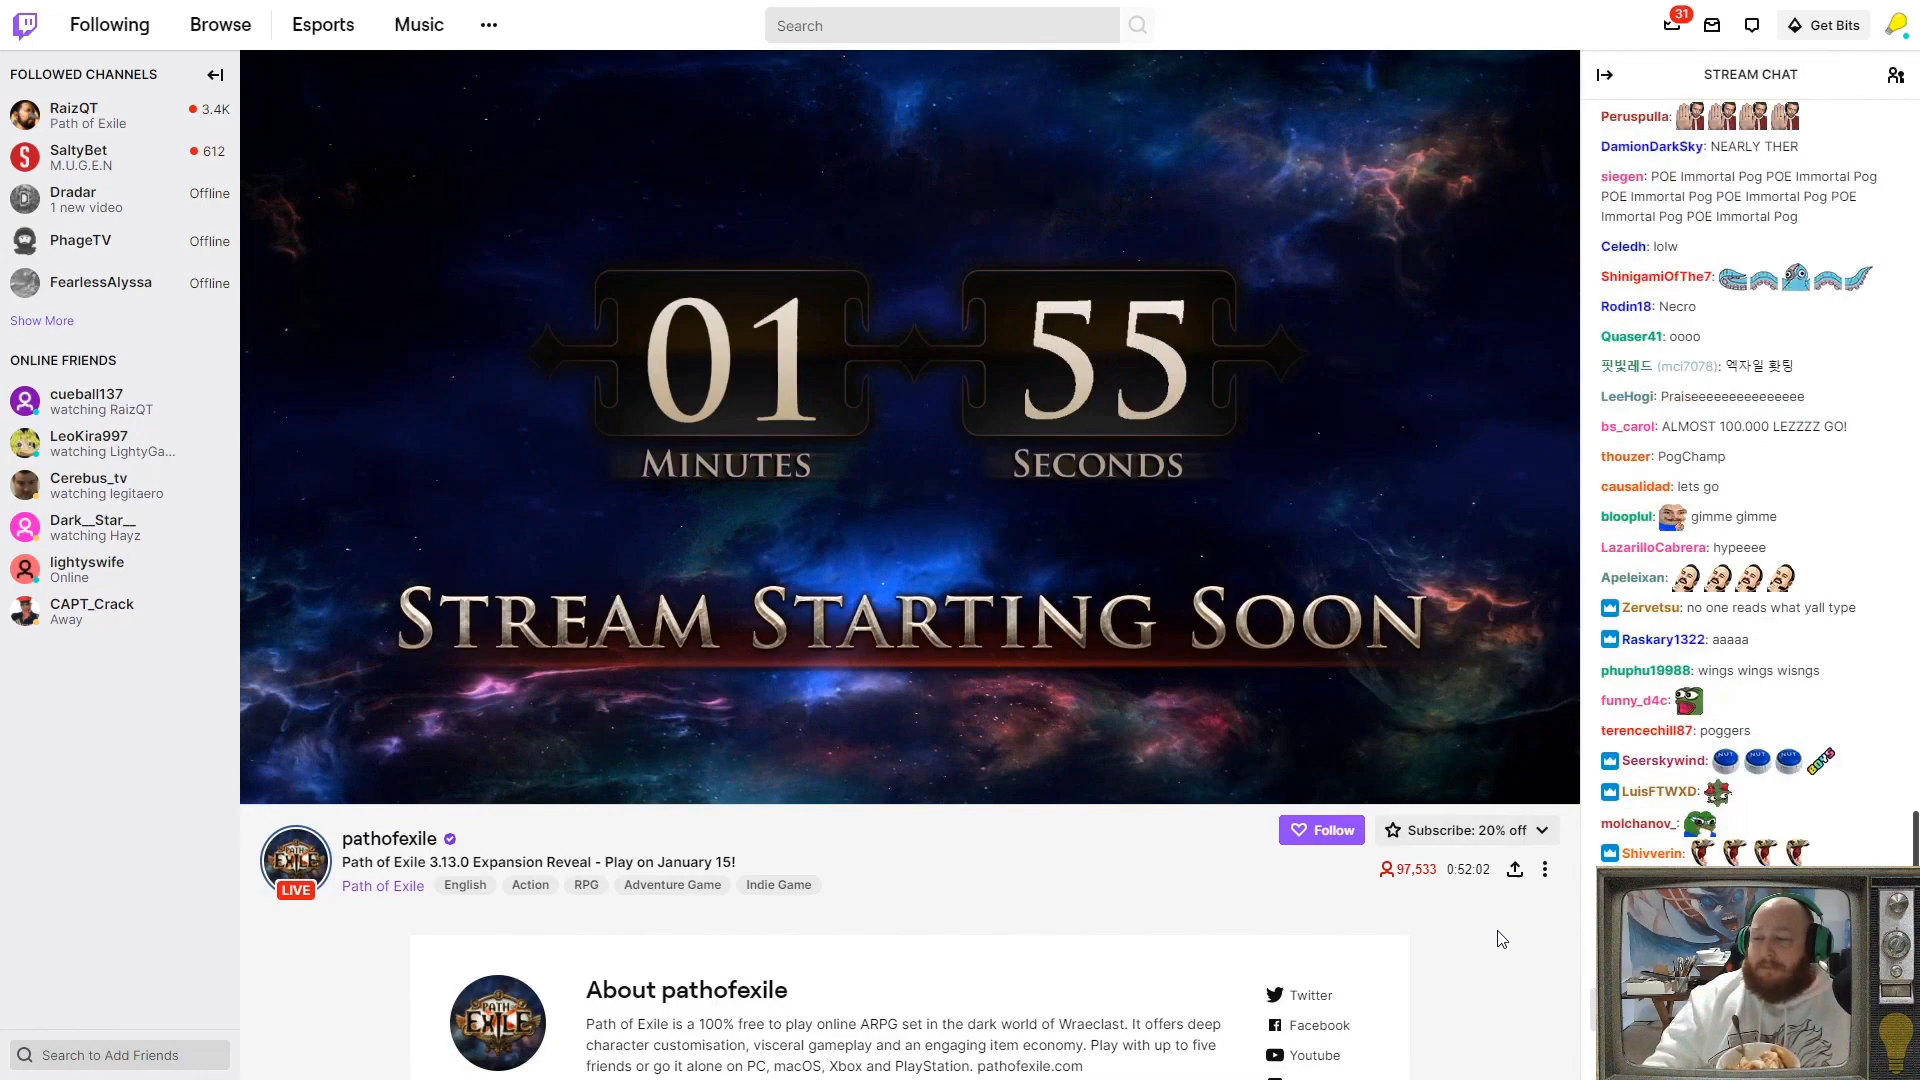 Following
Browse
Esports
Music
Search
31
Get Bits
FOLLOWED CHANNELS
RaizQT
3.4K
Path of Exile
SaltyBet
612
M.U.G.E.N
Dradar
Offline
1 new video
PhageTV
Offline
FearlessAlyssa
Offline
Show More
ONLINE FRIENDS
cueball137
watching RaizQT
LeoKira997
watching LightyGa...
Cerebus_tv
watching legitaero
Dark__Star__
watching Hayz
lightyswife
Online
CAPT_Crack
Away
Search to Add Friends
01
55
MINUTES
SECONDS
STREAM STARTING SOON
PATH OF EXILE
LIVE
pathofexile
Path of Exile 3.13.0 Expansion Reveal - Play on January 15!
Path of Exile
English
Action
RPG
Adventure Game
Indie Game
Follow
Subscribe: 20% off
97,533
0:52:02
PATH OF EXILE
About pathofexile
Path of Exile is a 100% free to play online ARPG set in the dark world of Wraeclast. It offers deep
character customisation, visceral gameplay and an engaging item economy. Play with up to five
friends or go it alone on PC, macOS, Xbox and PlayStation. pathofexile.com
Twitter
Facebook
Youtube
STREAM CHAT
Peruspulla:
DamionDarkSky: NEARLY THER
siegen: POE Immortal Pog POE Immortal Pog
POE Immortal Pog POE Immortal Pog POE
Immortal Pog POE Immortal Pog
Celedh: lolw
ShinigamiOfThe7:
Rodin18: Necro
Quaser41: oooo
핏빛레드 (mci7078): 엑자일 홧팅
LeeHogi: Praiseeeeeeeeeeeeeee
bs_carol: ALMOST 100.000 LEZZZZ GO!
thouzer: PogChamp
causalidad: lets go
blooplul: gimme gimme
LazarilloCabrera: hypeeee
Apeleixan:
Zervetsu: no one reads what yall type
Raskary1322: aaaaa
phuphu19988: wings wings wisngs
funny_d4c:
terencechill87: poggers
Seerskywind: NUT NUT NUT BOYS
LuisFTWXD:
molchanov_:
Shivverin: